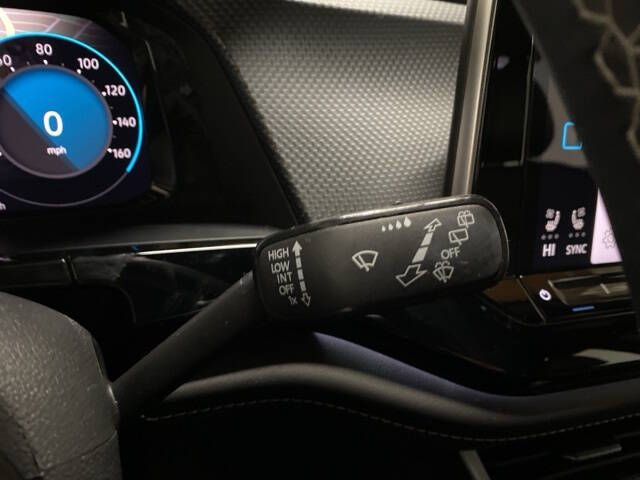 80
100
120
140
160
0
mph
HIGH
LOW
INT
OFF
1x
OFF
HI SYNC